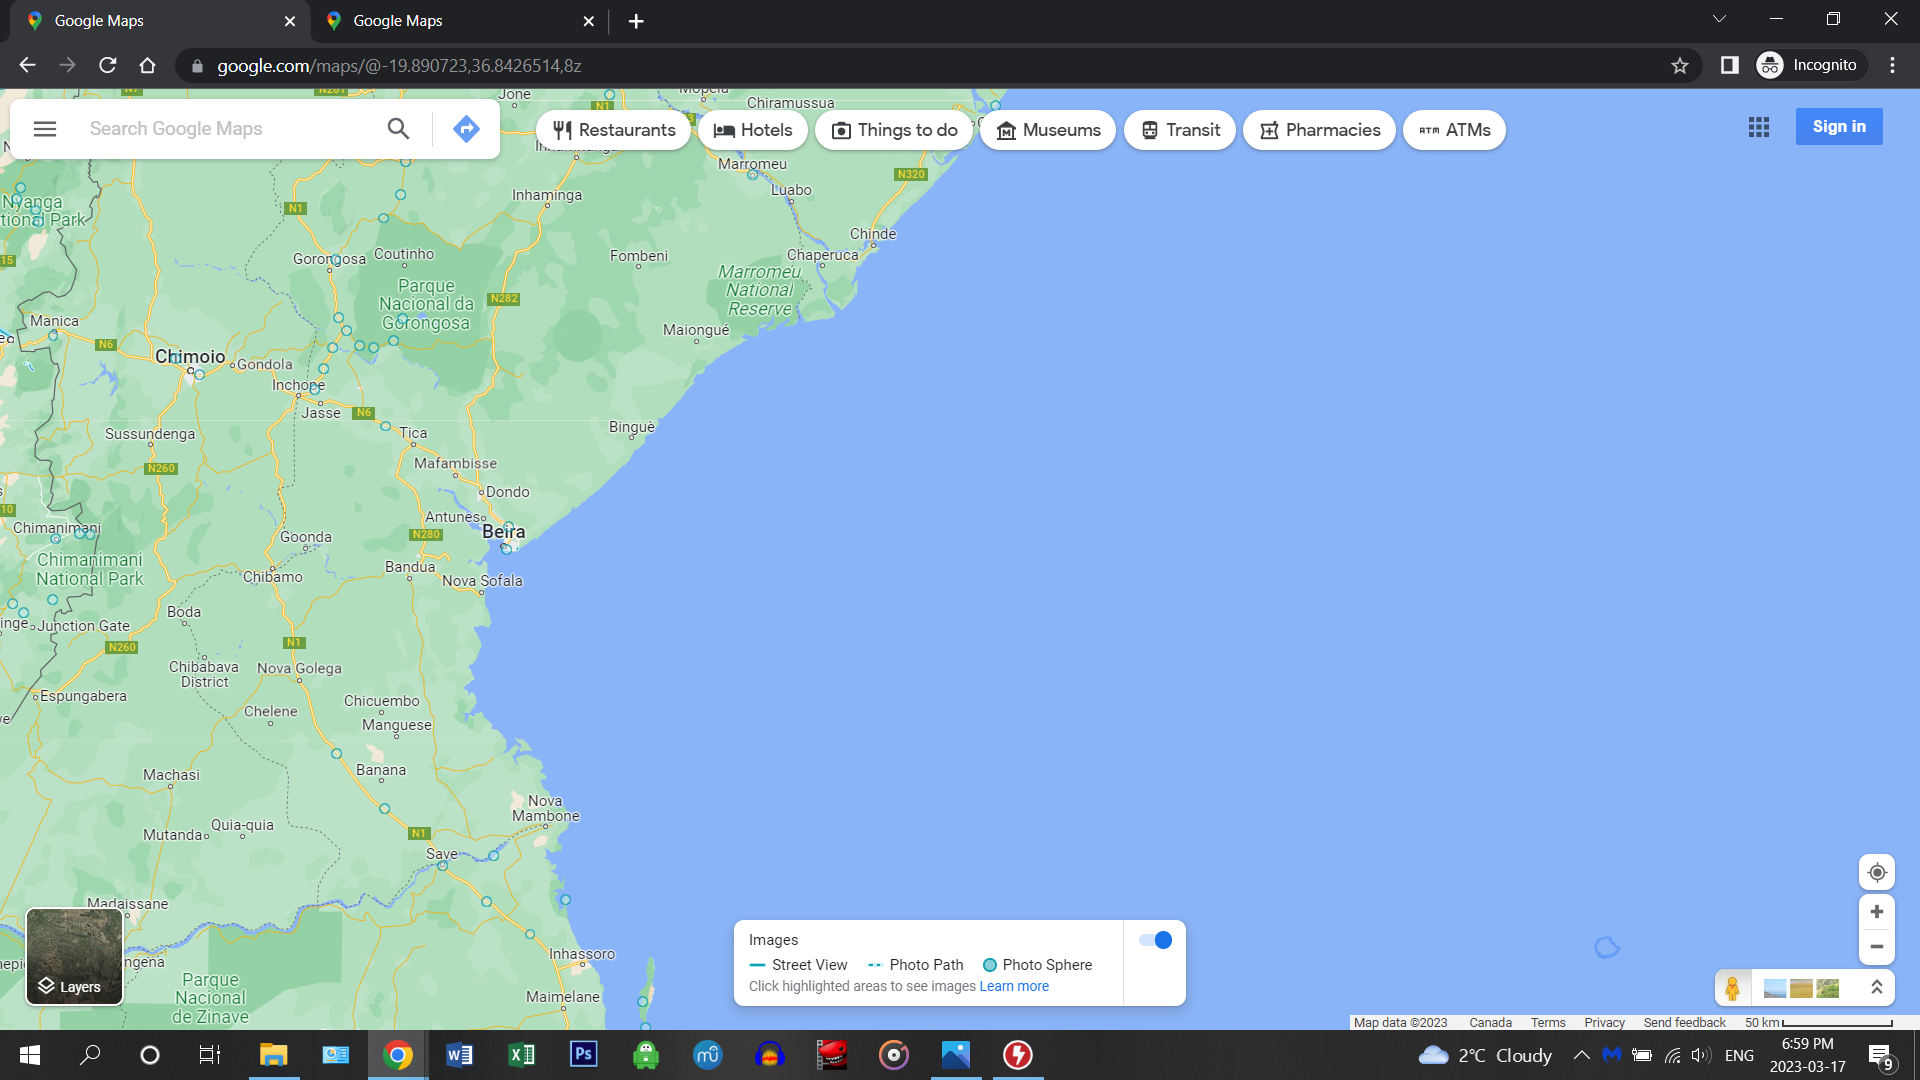 Google Maps
Google Maps
google.com/maps/@-19.890723,36.8426514,8z
Incognito
Search Google Maps
Restaurants
Hotels
Things to do
Museums
Transit
Pharmacies
ATM ATMs
Sign in
Jone
Chiramussua
N1
N320
Marromeu
Luabo
Inhaminga
Nyanga
N1
Chinde
Gorongosa
Coutinho
Fombeni
Chaperuca
15
Parque
Nacional da
Gorongosa
N282
Marromeu
National
Reserve
Manica
Maiongué
N6
Chimoio
Gondola
Inchope
Jasse
N6
Tica
Binguè
Sussundenga
N260
Mafambisse
Dondo
10
Antunes
Beira
Chimanimani
Goonda
N280
Chimanimani
National Park
Chibamo
Bandua
Nova Sofala
Boda
Junction Gate
N260
N1
Chibabava
District
Nova Golega
Espungabera
Chicuembo
Chelene
Manguese
Machasi
Banana
Nova
Mambone
Mutanda
Quia-quia
N1
Save
Madaissane
Inhassoro
Maimelane
Parque
Nacional
de Zinave
Layers
Images
Street View
Photo Path
Photo Sphere
Click highlighted areas to see images Learn more
Map data ©2023
Canada
Terms
Privacy
Send feedback
50 km
W
X
Ps
mu
2°C Cloudy
ENG
6:59 PM
2023-03-17
9